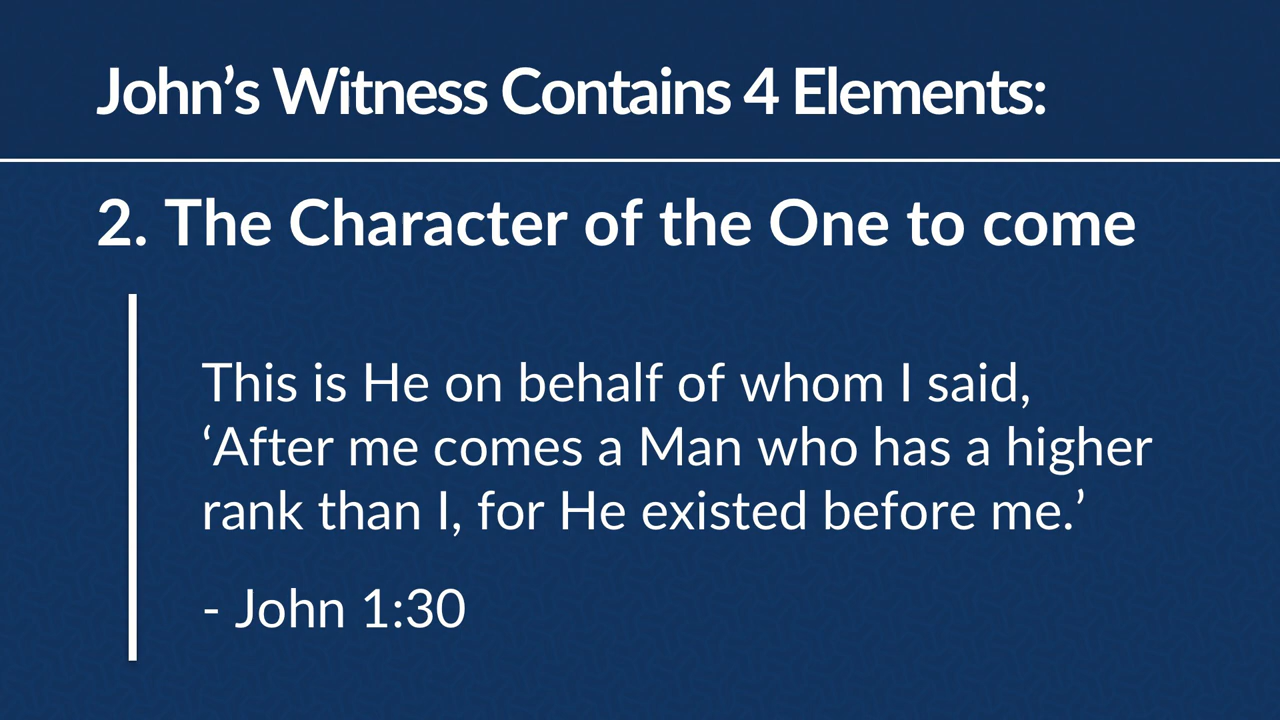 John’s Witness Contains 4 Elements:
2. The Character of the One to come
This is He on behalf of whom I said,
‘After me comes a Man who has a higher
rank than I, for He existed before me.’
- John 1:30